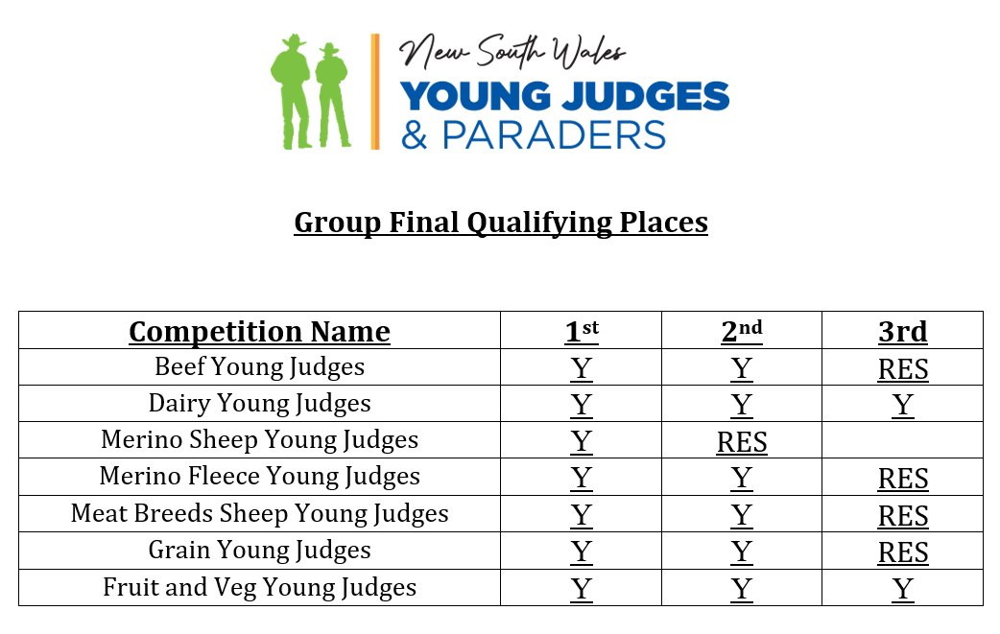 New South Wales
YOUNG JUDGES
& PARADERS
Group Final Qualifying Places
Competition Name 1st 2nd 3rd
Beef Young Judges Y Y RES
Dairy Young Judges Y Y Y
Merino Sheep Young Judges Y RES
Merino Fleece Young Judges Y Y RES
Meat Breeds Sheep Young Judges Y Y RES
Grain Young Judges Y Y RES
Fruit and Veg Young Judges Y Y Y